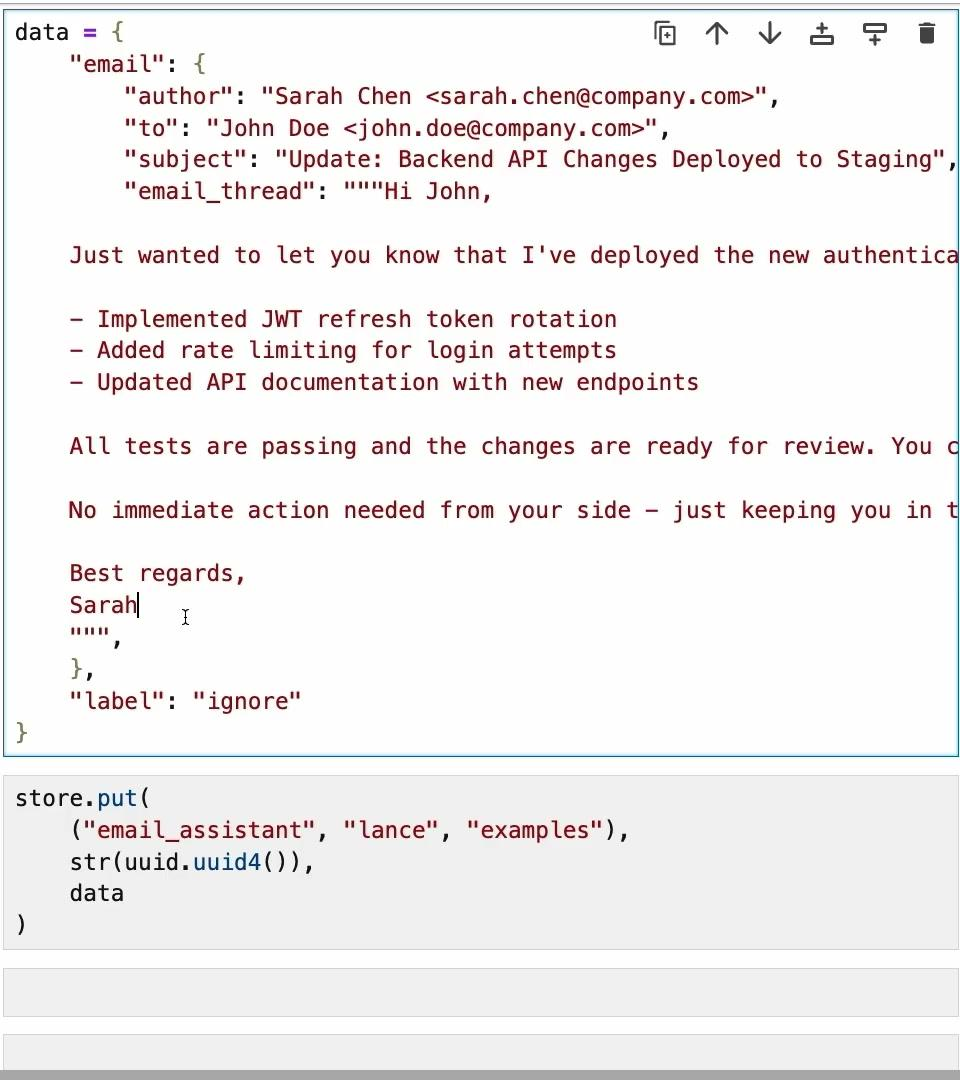 data = {
    "email": {
        "author": "Sarah Chen <sarah.chen@company.com>",
        "to": "John Doe <john.doe@company.com>",
        "subject": "Update: Backend API Changes Deployed to Staging",
        "email_thread": """Hi John,
    Just wanted to let you know that I've deployed the new authentica
    – Implemented JWT refresh token rotation
    – Added rate limiting for login attempts
    – Updated API documentation with new endpoints
    All tests are passing and the changes are ready for review. You c
    No immediate action needed from your side – just keeping you in t
    Best regards,
    Sarah
    """,
    },
    "label": "ignore"
}
store.put(
    ("email_assistant", "lance", "examples"),
    str(uuid.uuid4()),
    data
)